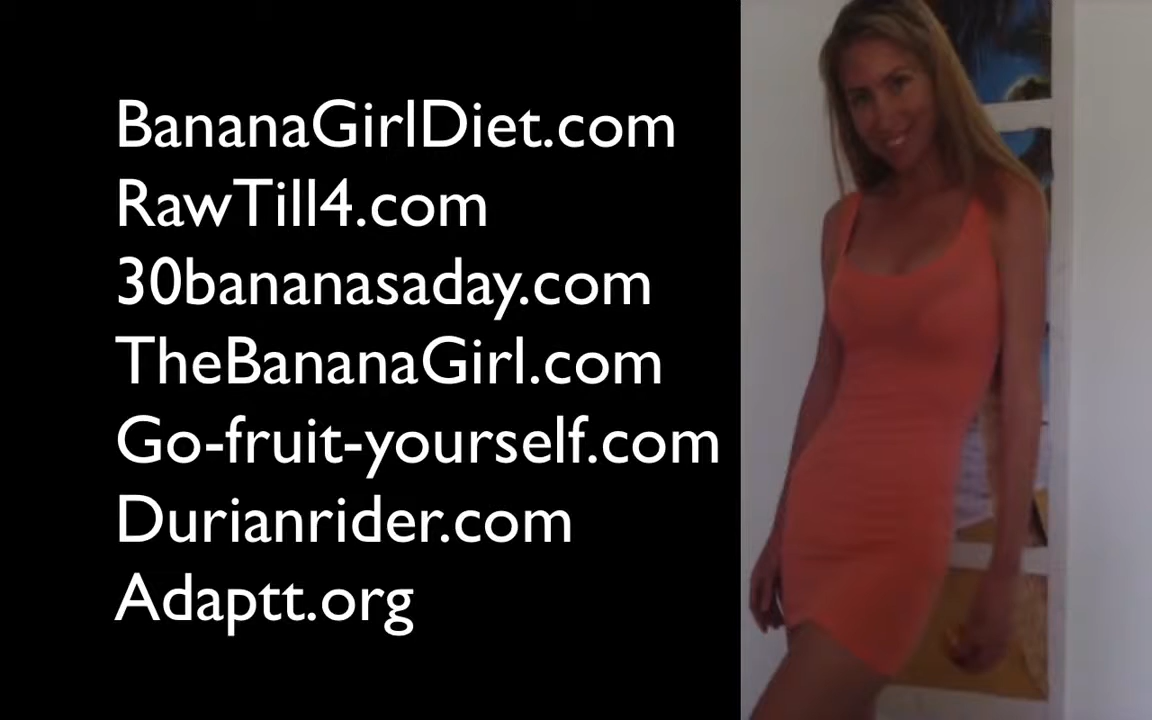 BananaGirlDiet.com
RawTill4.com
30bananasaday.com
TheBananaGirl.com
Go-fruit-yourself.com
Durianrider.com
Adaptt.org